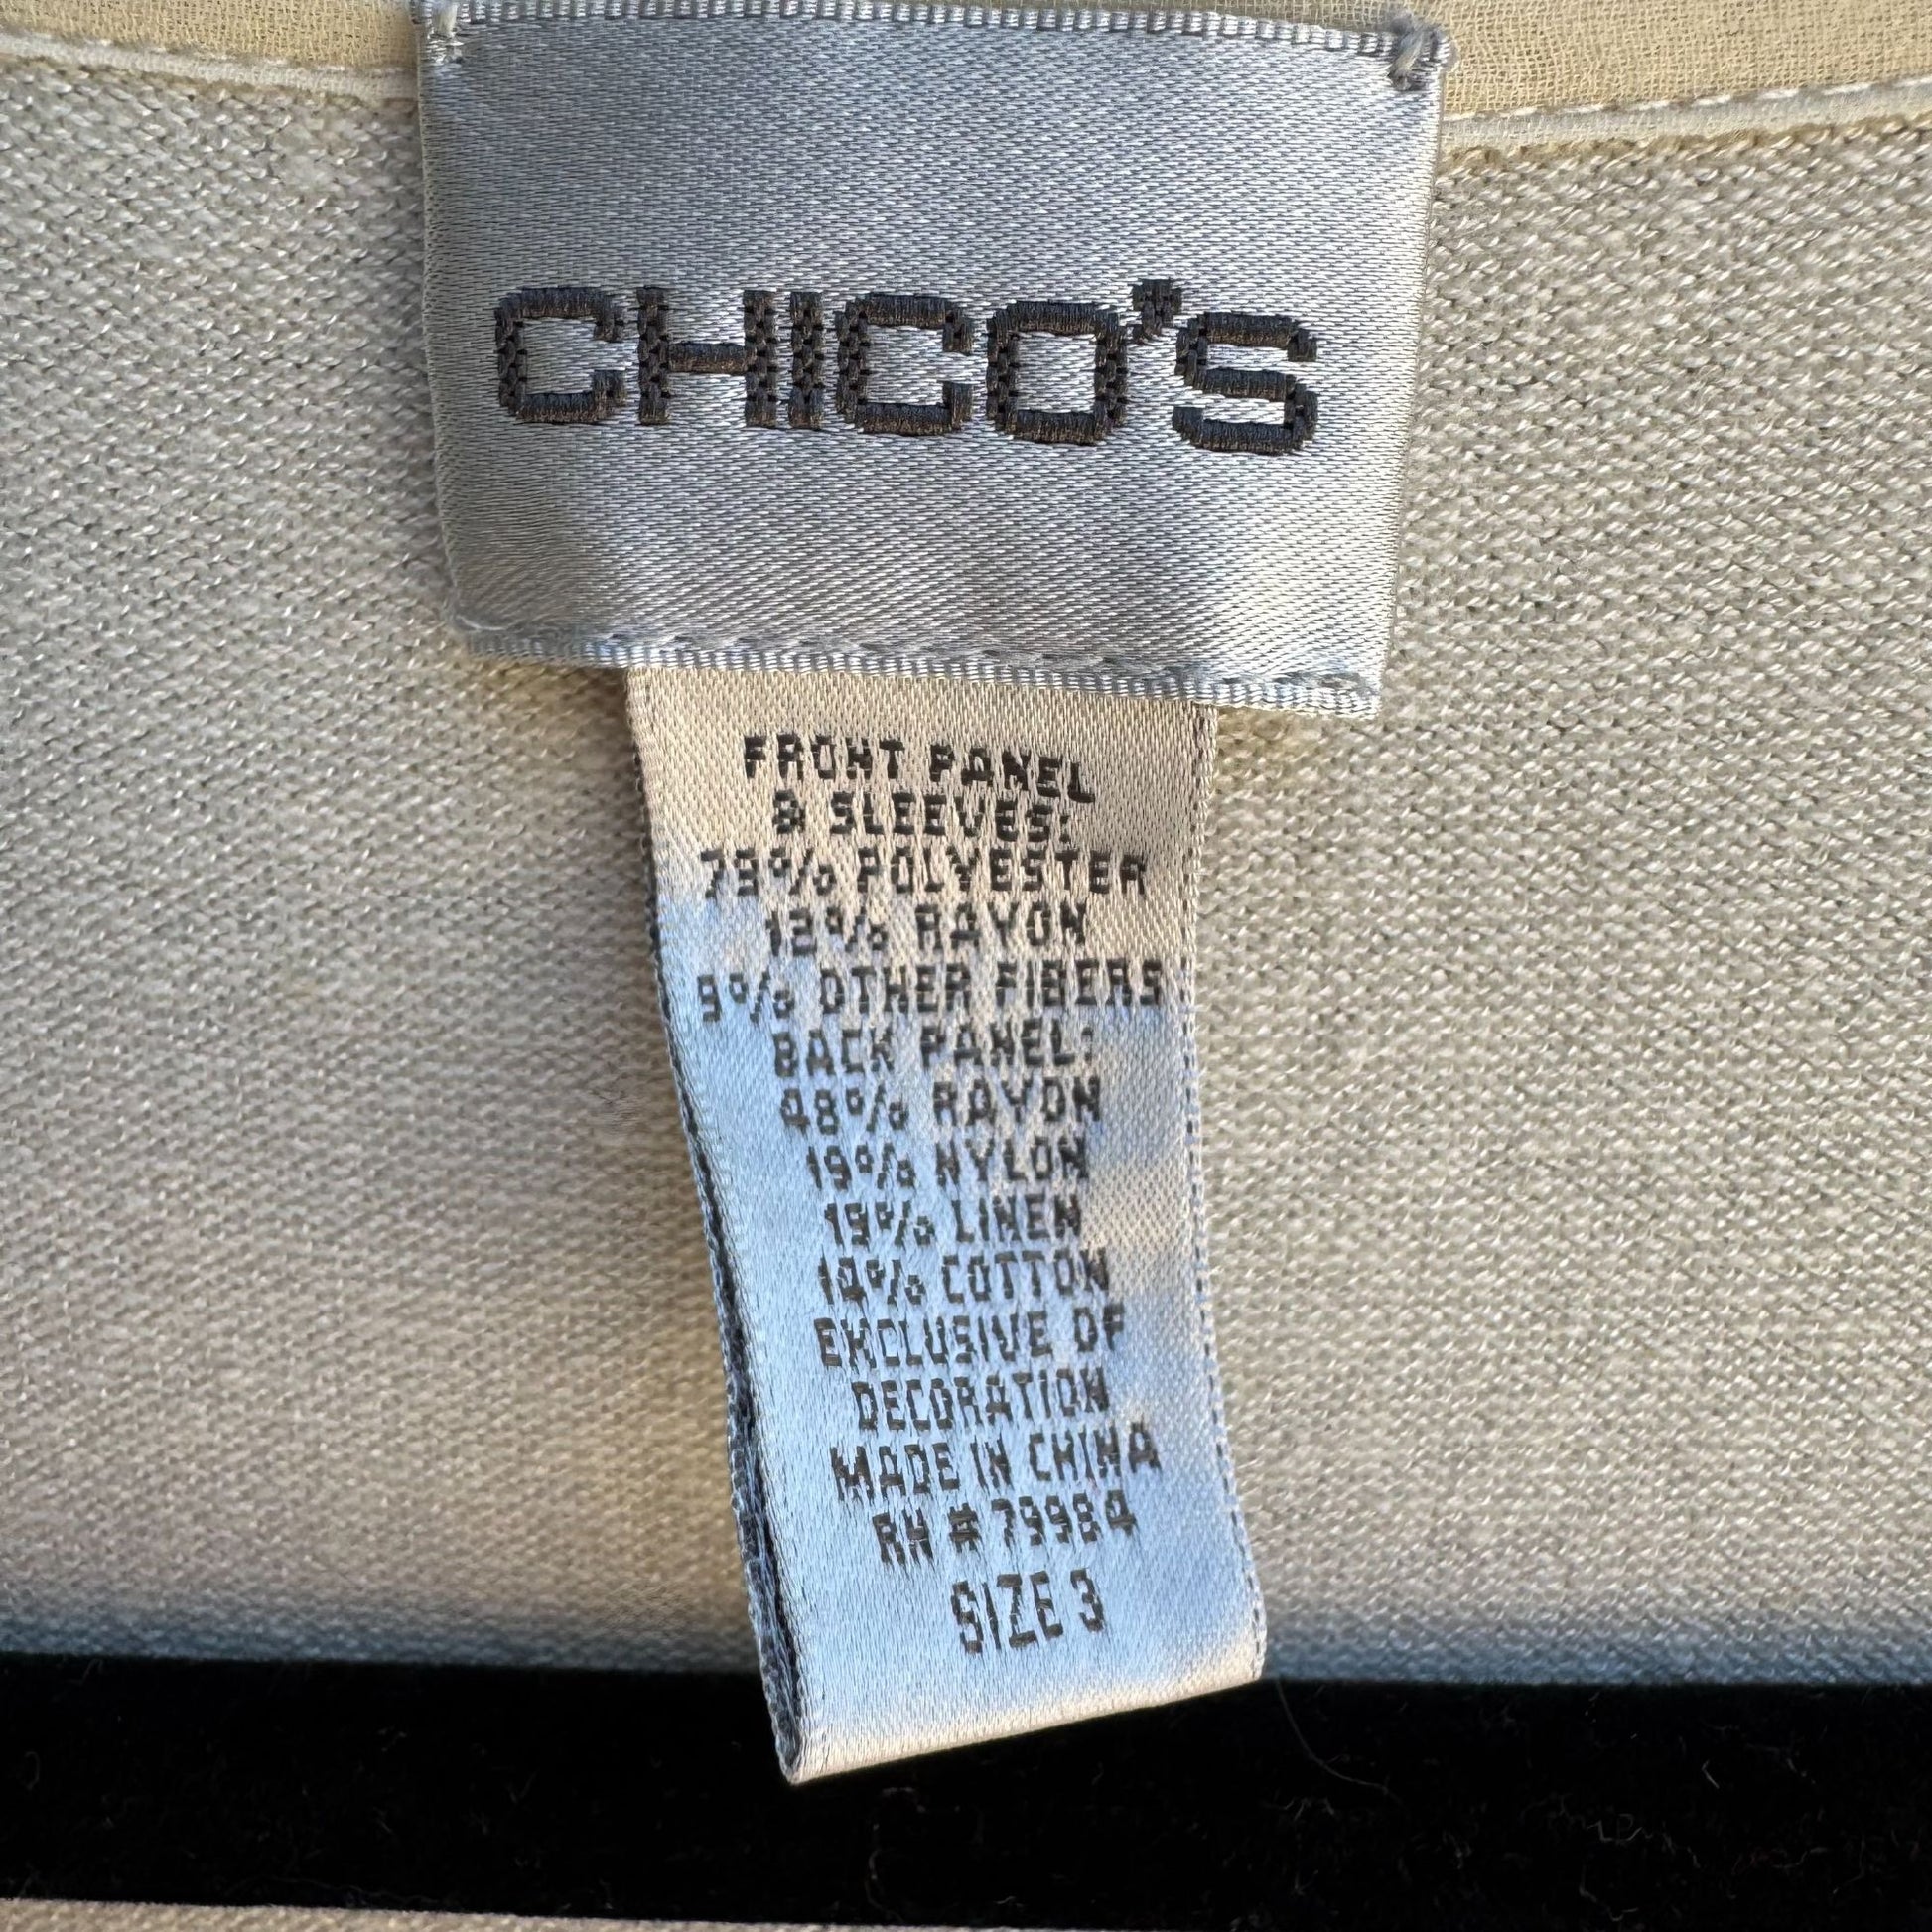 CHICO'S
FRONT PANEL
& SLEEVES:
79% POLYESTER
12% RAYON
9% OTHER FIBERS
BACK PANEL:
48% RAYON
19% NYLON
19% LINEN
14% COTTON
EXCLUSIVE OF
DECORATION
MADE IN CHINA
RN # 79984
SIZE 3